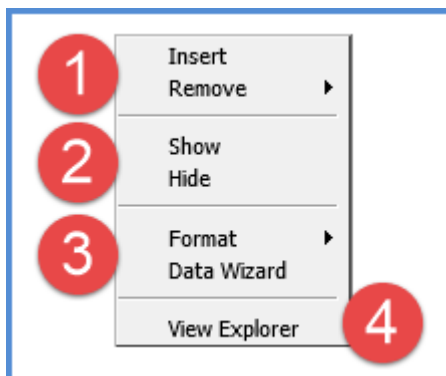 1
Insert
Remove
2
Show
Hide
3
Format
Data Wizard
View Explorer
4